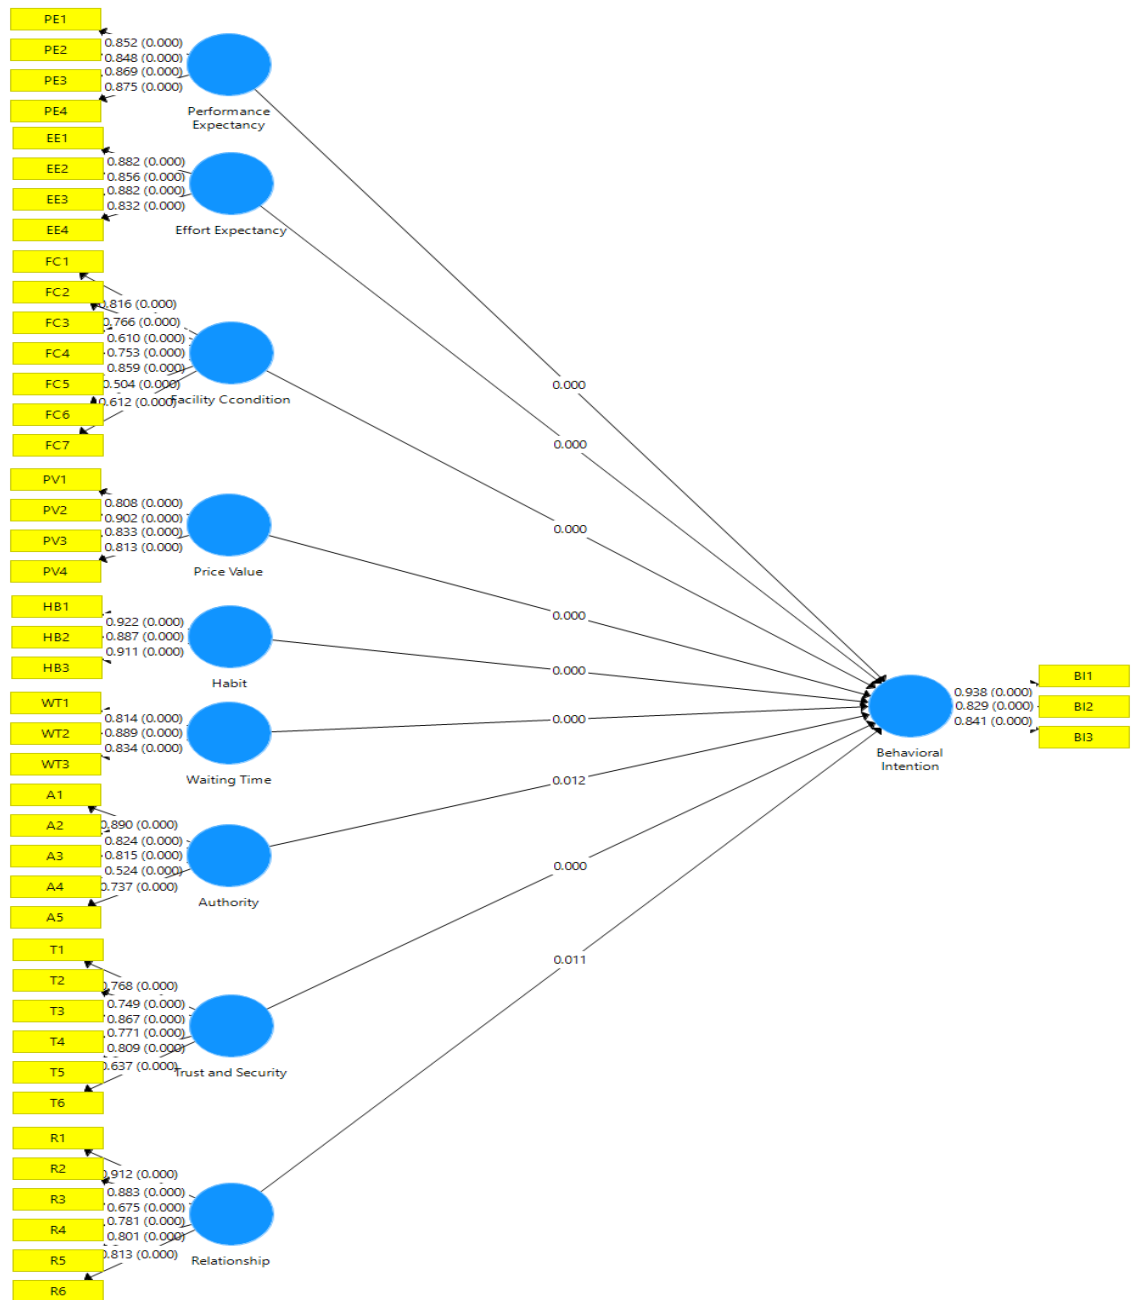 PE1
PE2
PE3
PE4
0.852 (0.000)
0.848 (0.000)
0.869 (0.000)
0.875 (0.000)
Performance
Expectancy
EE1
EE2
EE3
EE4
0.882 (0.000)
0.856 (0.000)
0.882 (0.000)
0.832 (0.000)
Effort Expectancy
FC1
FC2
FC3
FC4
FC5
FC6
FC7
0.816 (0.000)
0.766 (0.000)
0.610 (0.000)
0.753 (0.000)
0.859 (0.000)
0.504 (0.000)
0.612 (0.000)
Facility Ccondition
PV1
PV2
PV3
PV4
0.808 (0.000)
0.902 (0.000)
0.833 (0.000)
0.813 (0.000)
Price Value
HB1
HB2
HB3
0.922 (0.000)
0.887 (0.000)
0.911 (0.000)
Habit
WT1
WT2
WT3
0.814 (0.000)
0.889 (0.000)
0.834 (0.000)
Waiting Time
A1
A2
A3
A4
A5
0.890 (0.000)
0.824 (0.000)
0.815 (0.000)
0.524 (0.000)
0.737 (0.000)
Authority
T1
T2
T3
T4
T5
T6
0.768 (0.000)
0.749 (0.000)
0.867 (0.000)
0.771 (0.000)
0.809 (0.000)
0.637 (0.000)
Trust and Security
R1
R2
R3
R4
R5
R6
0.912 (0.000)
0.883 (0.000)
0.675 (0.000)
0.781 (0.000)
0.801 (0.000)
0.813 (0.000)
Relationship
0.000
0.000
0.000
0.000
0.000
0.000
0.012
0.000
0.011
Behavioral
Intention
0.938 (0.000)
0.829 (0.000)
0.841 (0.000)
BI1
BI2
BI3